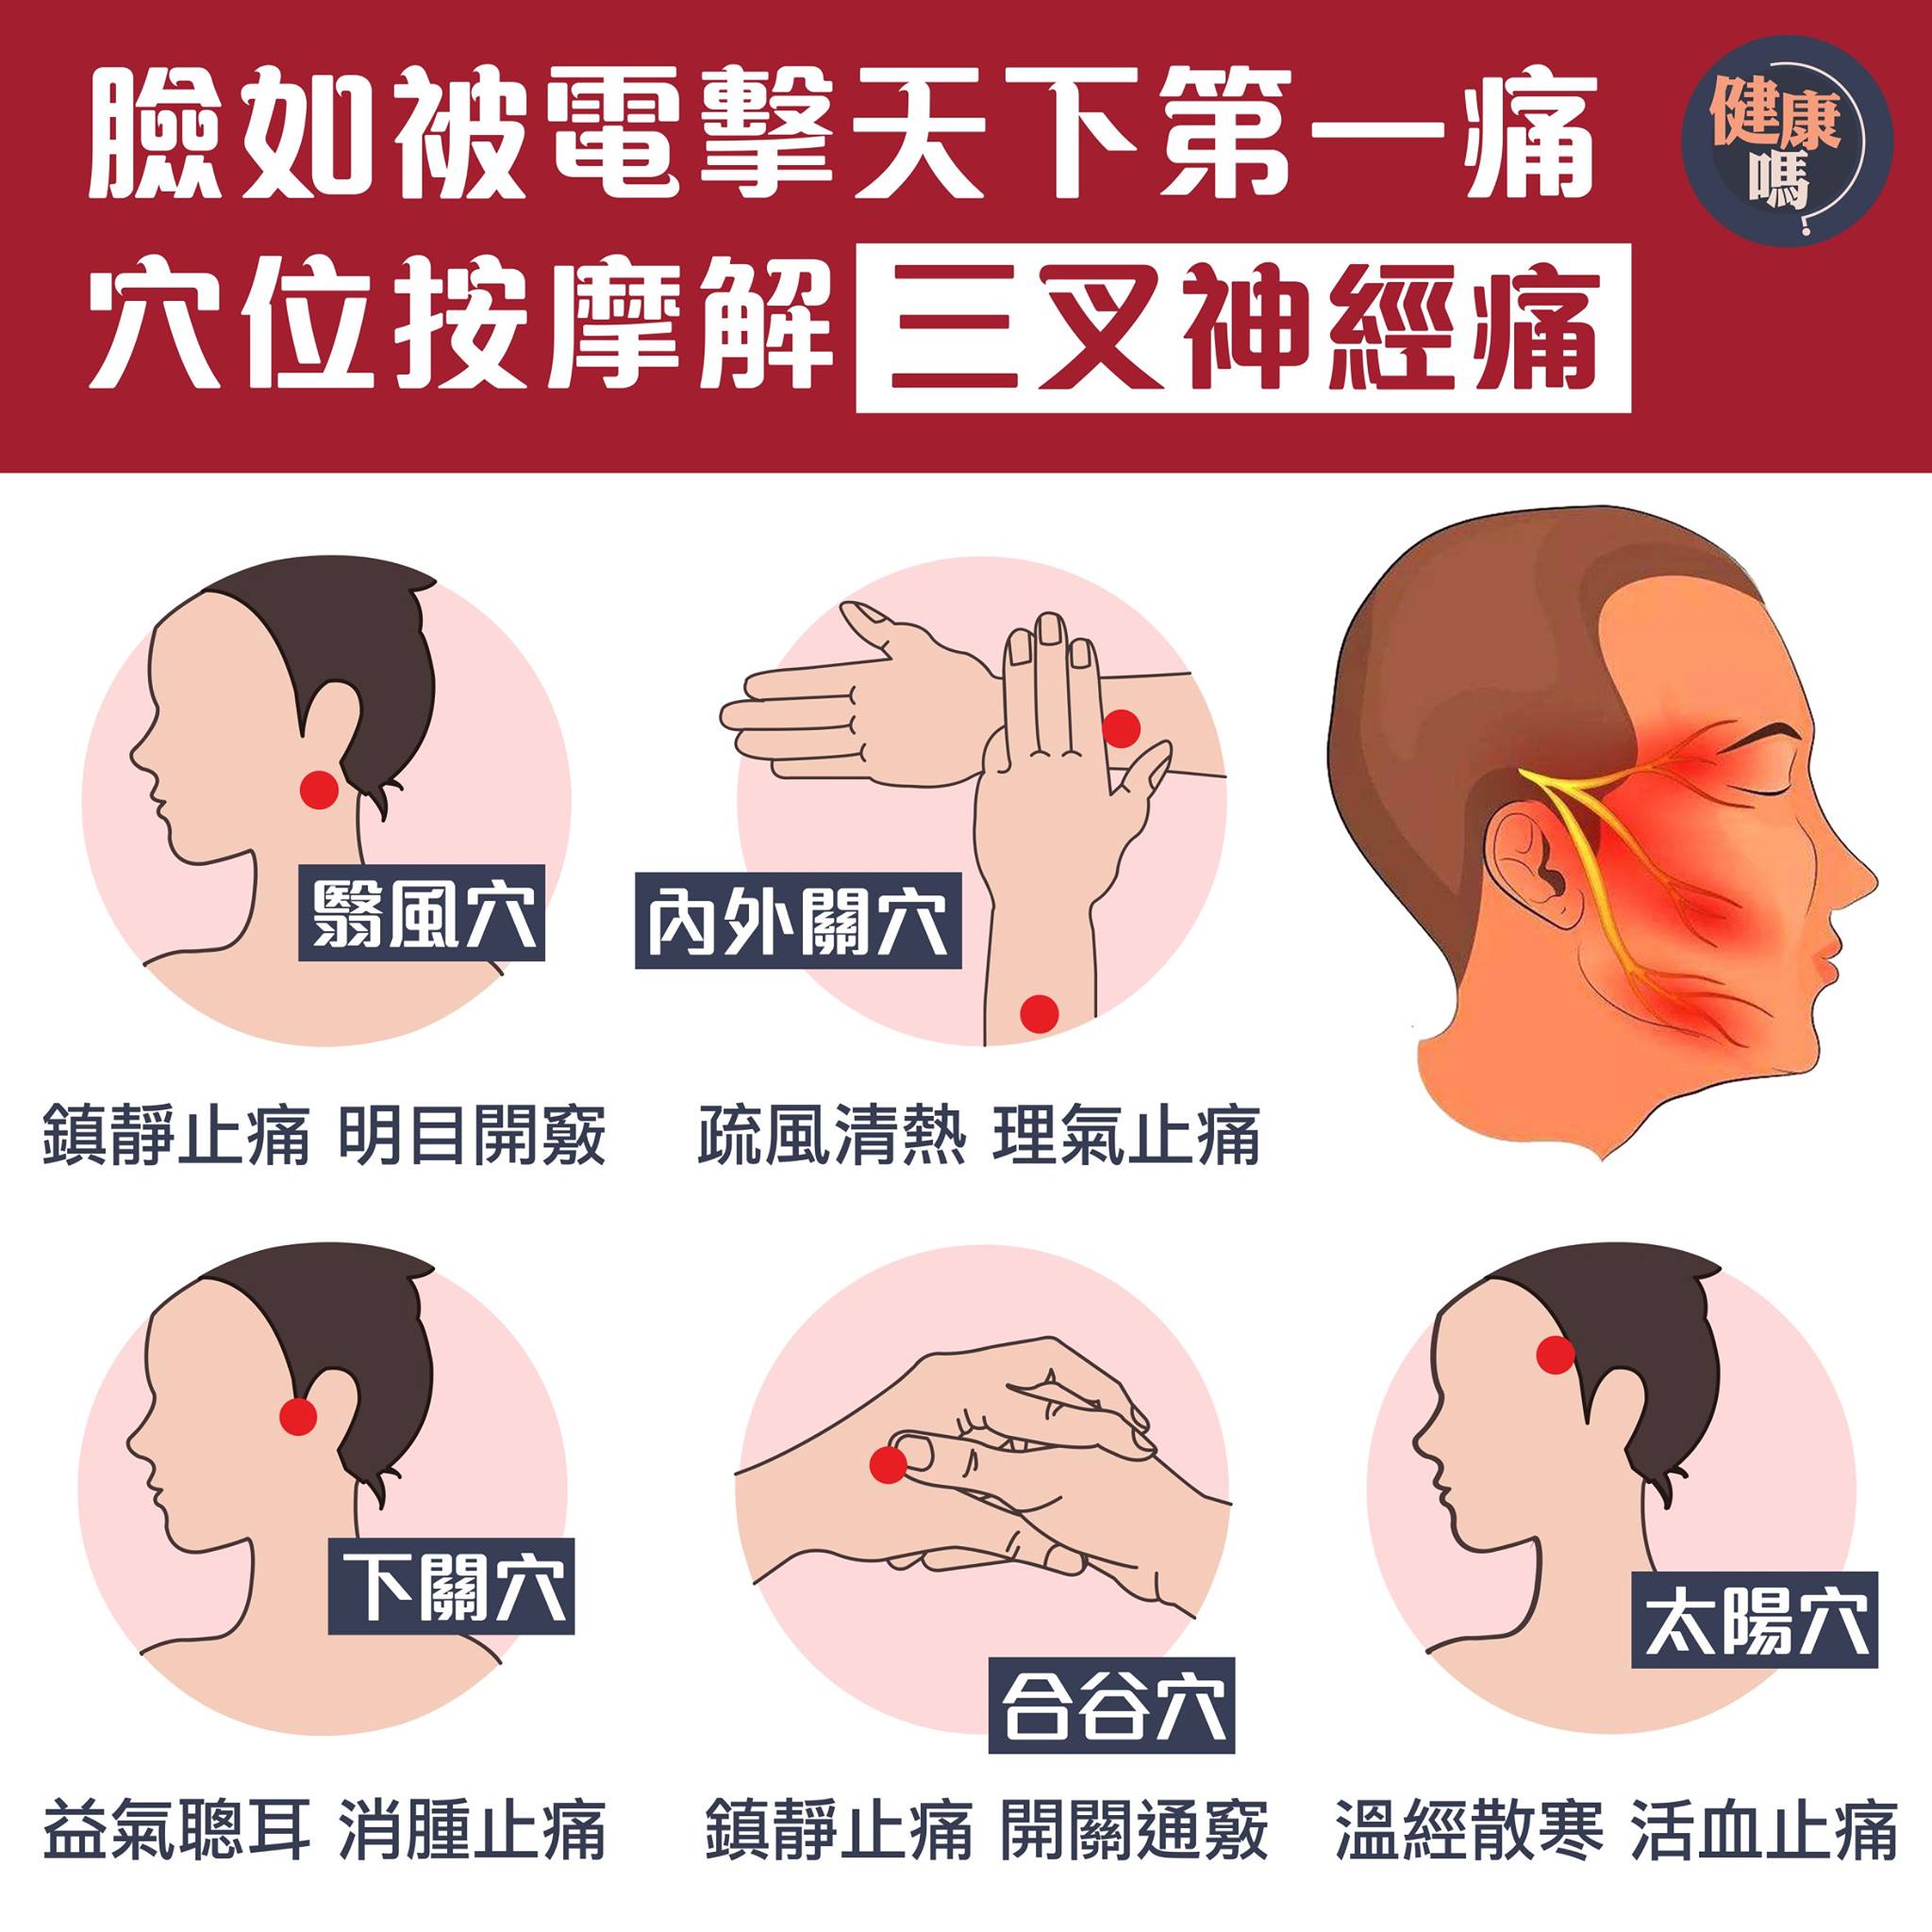 臉如被電擊天下第一痛
健康
嗎?
穴位按摩解三叉神經痛
翳風穴
內外關穴
鎮靜止痛 明目開竅
疏風清熱 理氣止痛
下關穴
合谷穴
太陽穴
益氣聰耳 消腫止痛
鎮靜止痛 開關通竅
溫經散寒 活血止痛